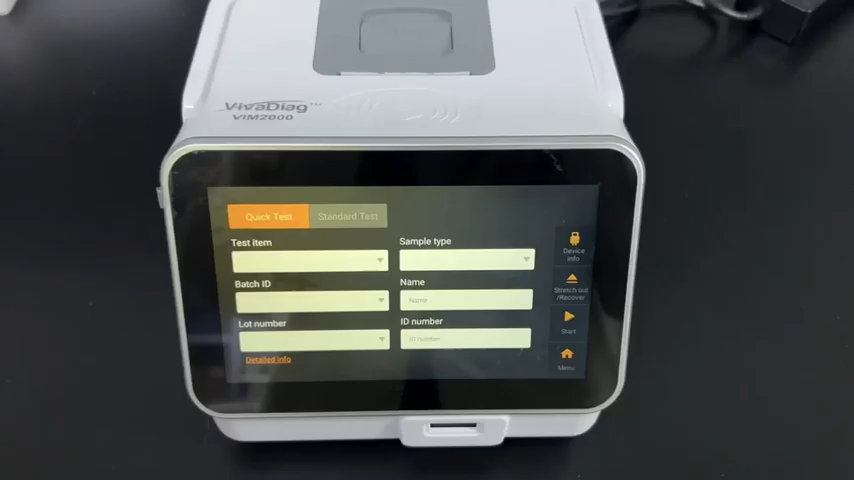 VivaDiag™
VIM2000
Quick Test
Standard Test
Test item
Sample type
Batch ID
Name
Name
Lot number
ID number
ID number
Detailed info
Device
info
Stretch out
/Recover
Start
Menu